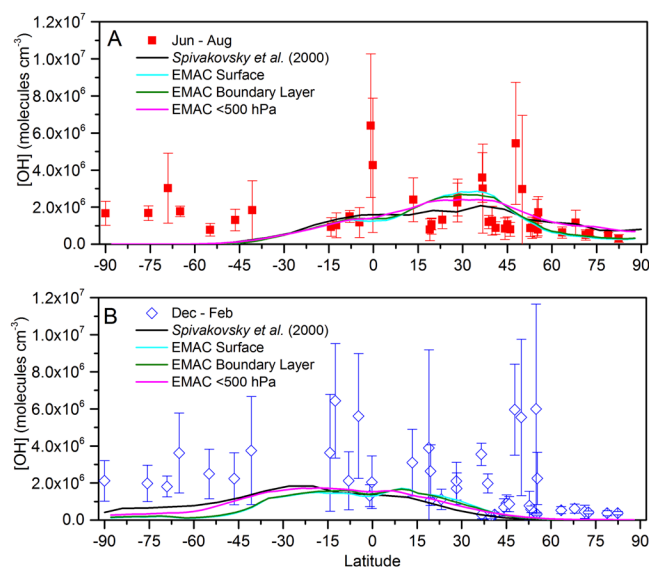 A
Jun - Aug
Spivakovsky et al. (2000)
EMAC Surface
EMAC Boundary Layer
EMAC <500 hPa
[OH] (molecules cm⁻³)
1.2x10⁷
1.0x10⁷
8.0x10⁶
6.0x10⁶
4.0x10⁶
2.0x10⁶
0.0
-90 -75 -60 -45 -30 -15 0 15 30 45 60 75 90
B
Dec - Feb
Spivakovsky et al. (2000)
EMAC Surface
EMAC Boundary Layer
EMAC <500 hPa
[OH] (molecules cm⁻³)
1.2x10⁷
1.0x10⁷
8.0x10⁶
6.0x10⁶
4.0x10⁶
2.0x10⁶
0.0
-90 -75 -60 -45 -30 -15 0 15 30 45 60 75 90
Latitude